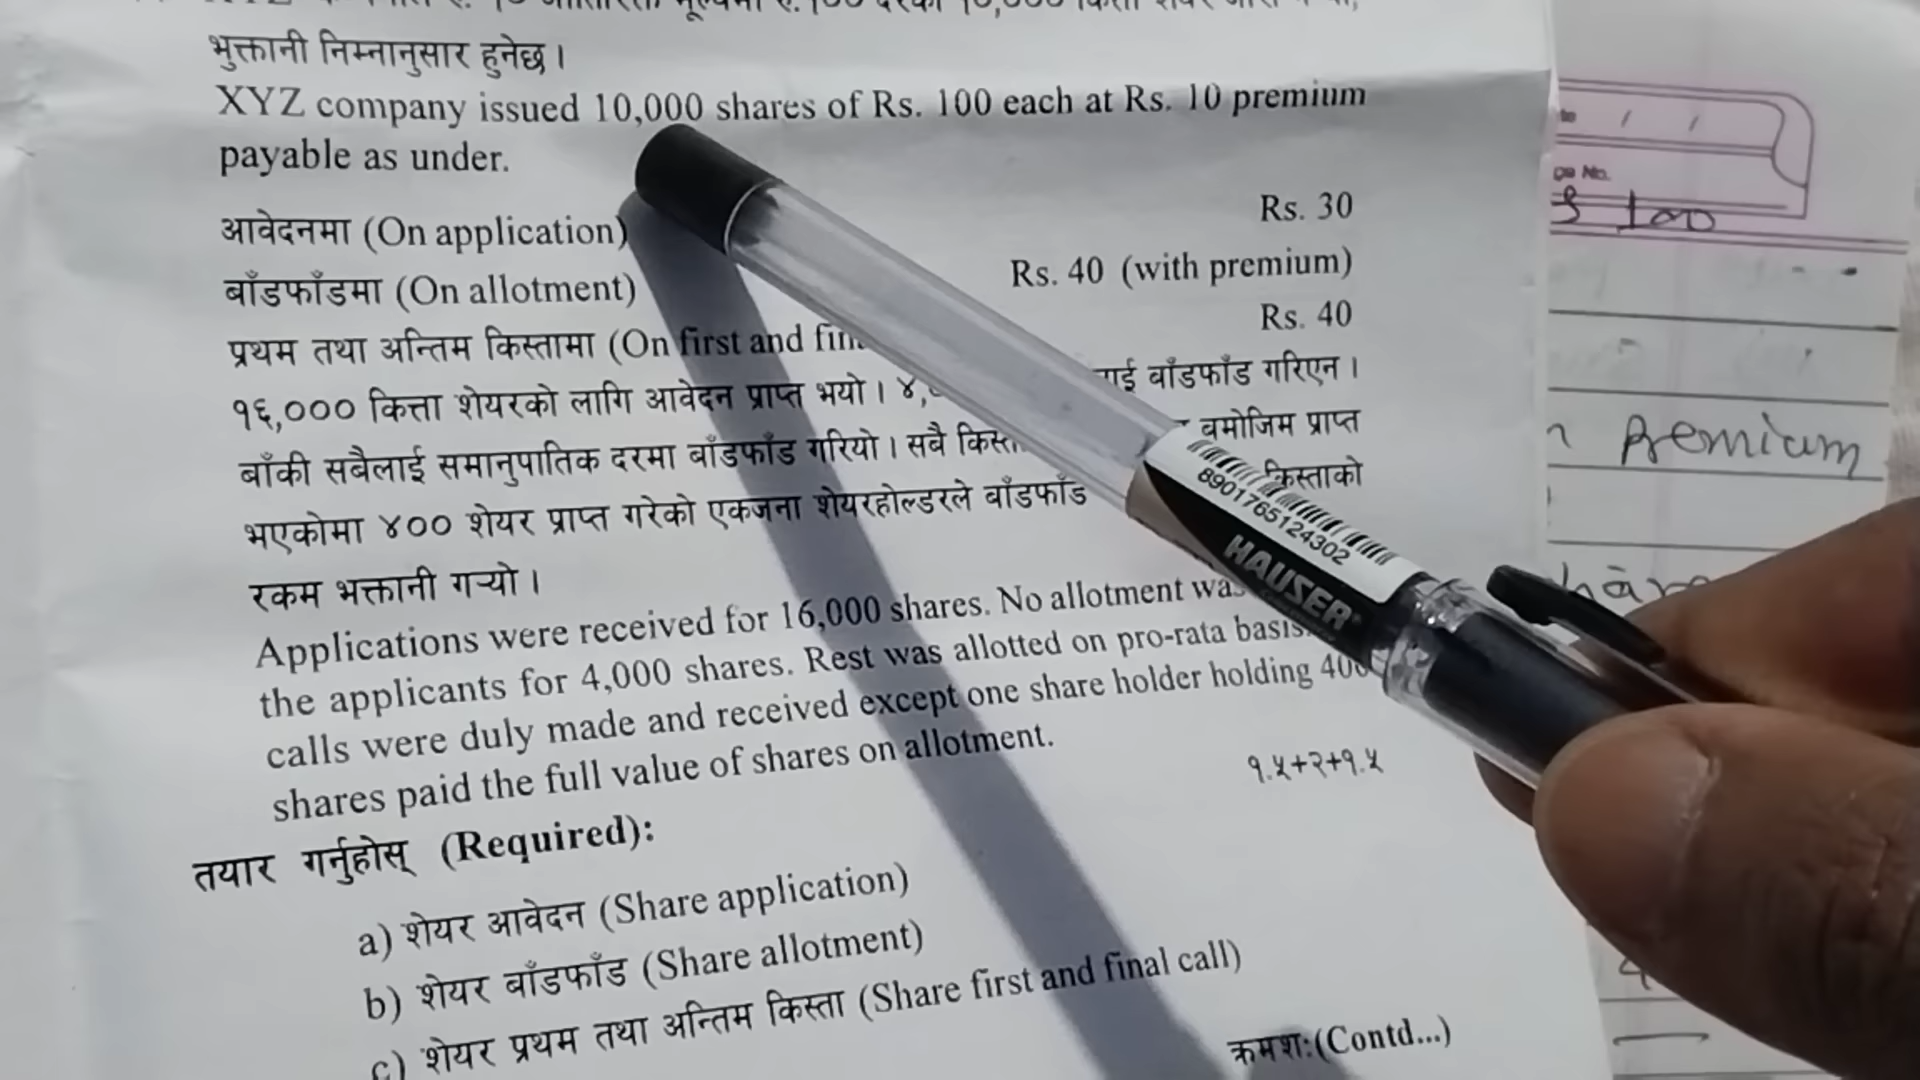 भुक्तानी निम्नानुसार हुनेछ ।
XYZ company issued 10,000 shares of Rs. 100 each at Rs. 10 premium
payable as under.
आवेदनमा (On application) Rs. 30
बाँडफाँडमा (On allotment) Rs. 40 (with premium)
प्रथम तथा अन्तिम किस्तामा (On first and Rs. 40
१६,००० कित्ता शेयरको लागि आवेदन प्राप्त भयो । बाँडफाँड गरिएन ।
बाँकी सबैलाई समानुपातिक दरमा बाँडफाँड गरियो । सबै बमोजिम प्राप्त
भएकोमा ४०० शेयर प्राप्त गरेको एकजना शेयरहोल्डरले बाँडफाँड किस्ताको
रकम भक्तानी गऱ्यो ।
Applications were received for 16,000 shares. No allotment was
the applicants for 4,000 shares. Rest was allotted on pro-rata basis.
calls were duly made and received except one share holder holding 400
shares paid the full value of shares on allotment.
१.५+२+१.५
तयार गर्नुहोस् (Required):
a) शेयर आवेदन (Share application)
b) शेयर बाँडफाँड (Share allotment)
c) शेयर प्रथम तथा अन्तिम किस्ता (Share first and final call)
क्रमश:(Contd...)
8901765124302
HAUSER
100
Premium